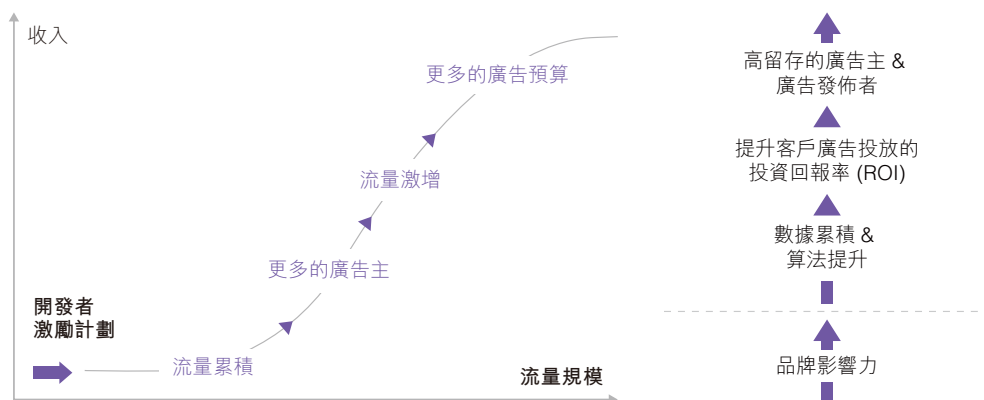 收入
更多的廣告預算
流量激增
更多的廣告主
開發者
激勵計劃
流量累積
流量規模
高留存的廣告主 &
廣告發佈者
提升客戶廣告投放的
投資回報率 (ROI)
數據累積 &
算法提升
品牌影響力